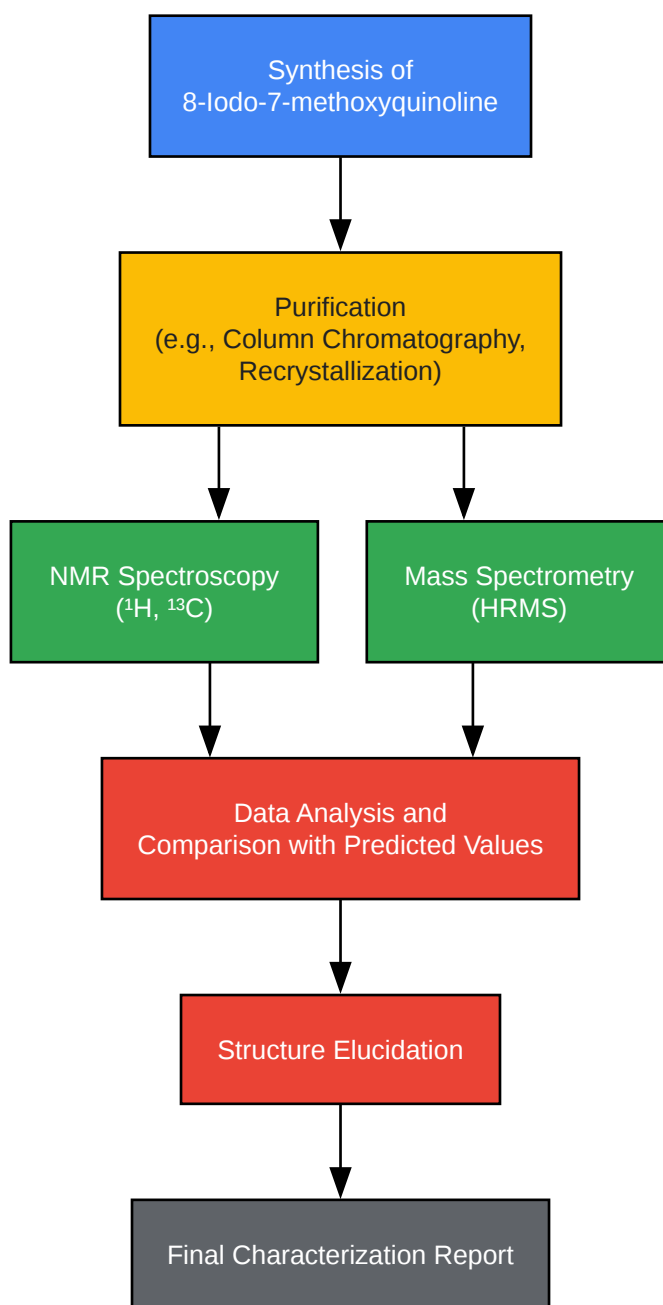 Synthesis of
8-Iodo-7-methoxyquinoline
Purification
(e.g., Column Chromatography,
Recrystallization)
NMR Spectroscopy
(¹H, ¹³C)
Mass Spectrometry
(HRMS)
Data Analysis and
Comparison with Predicted Values
Structure Elucidation
Final Characterization Report